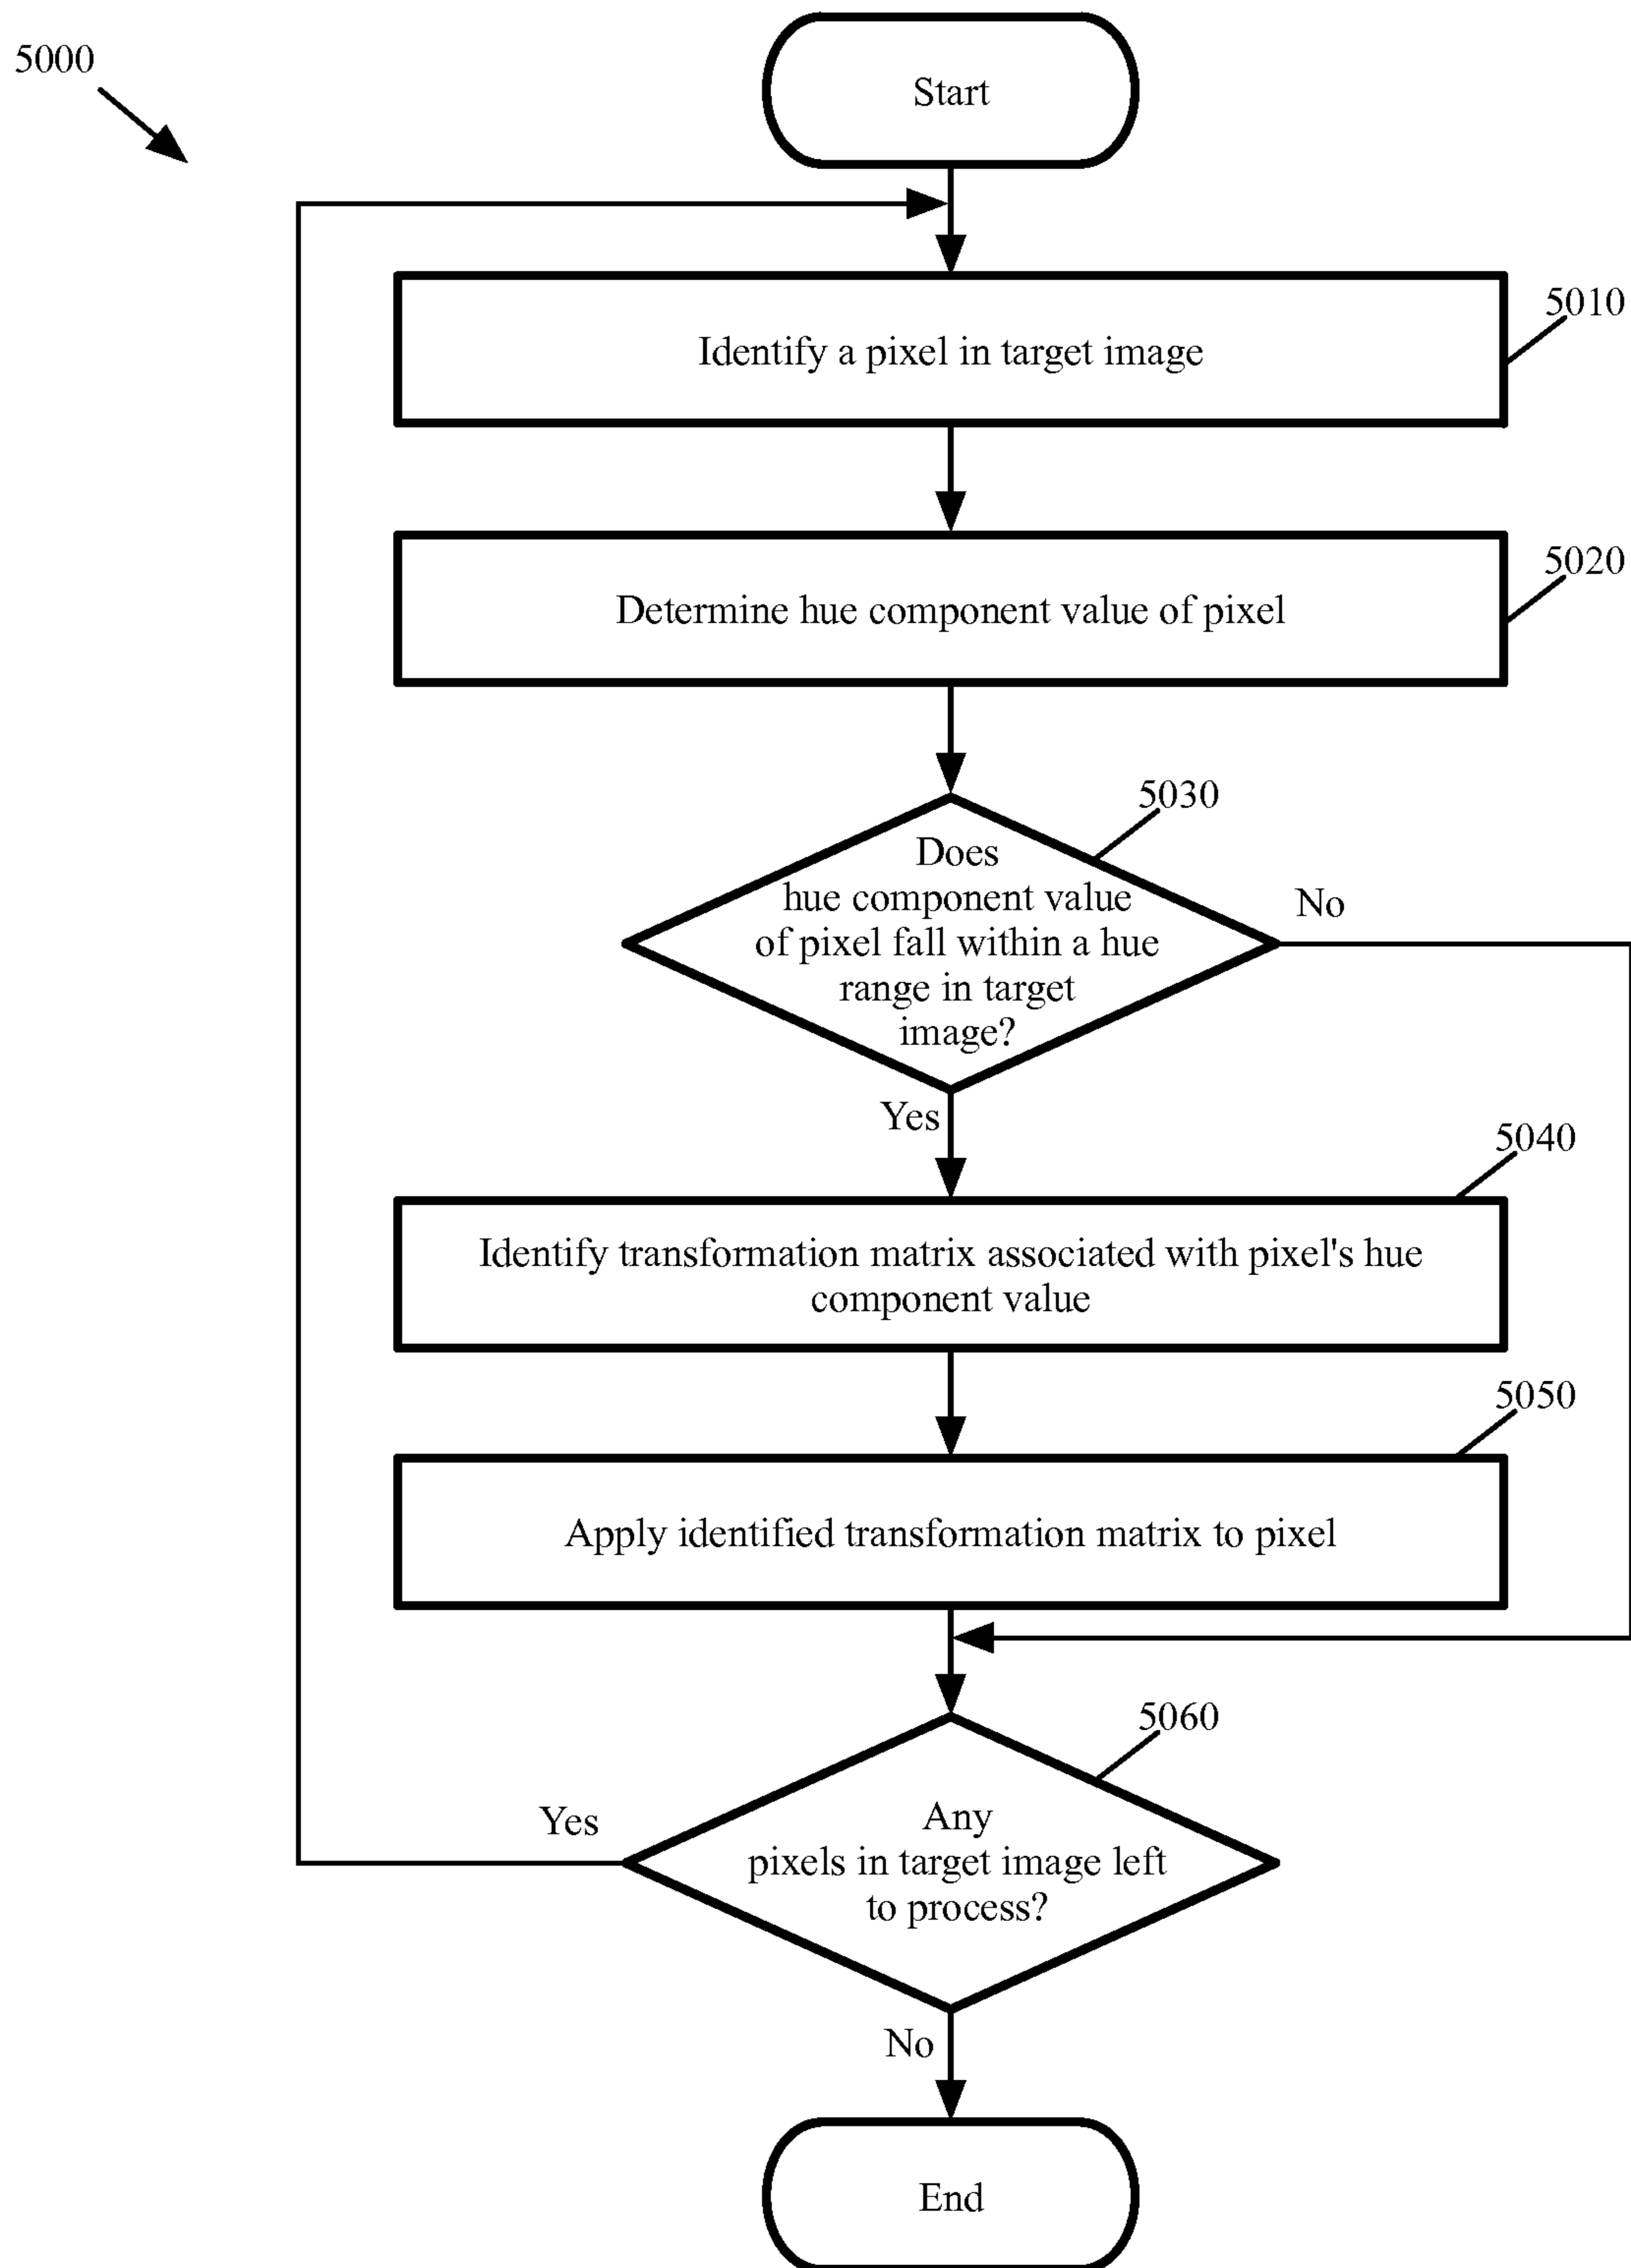 5000
Start
Identify a pixel in target image
5010
Determine hue component value of pixel
5020
5030
Does
hue component value
of pixel fall within a hue
range in target
image?
No
Yes
5040
Identify transformation matrix associated with pixel's hue
component value
5050
Apply identified transformation matrix to pixel
5060
Any
pixels in target image left
to process?
Yes
No
End